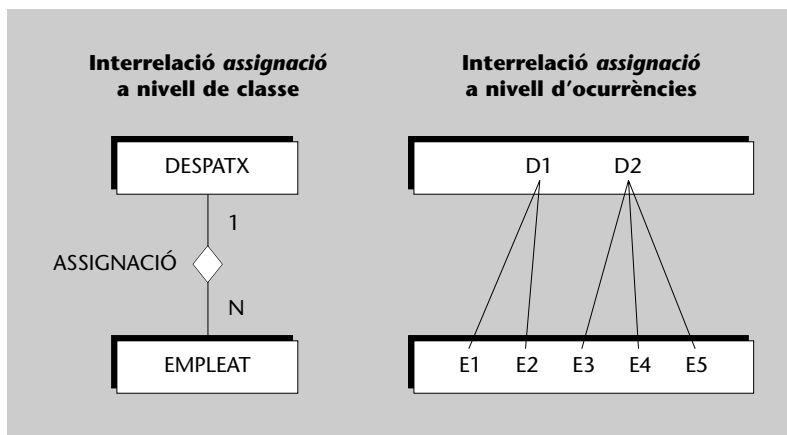 Interrelació assignació
a nivell de classe
DESPATX
1
ASSIGNACIÓ
N
EMPLEAT
Interrelació assignació
a nivell d'ocurrències
D1 D2
E1 E2 E3 E4 E5